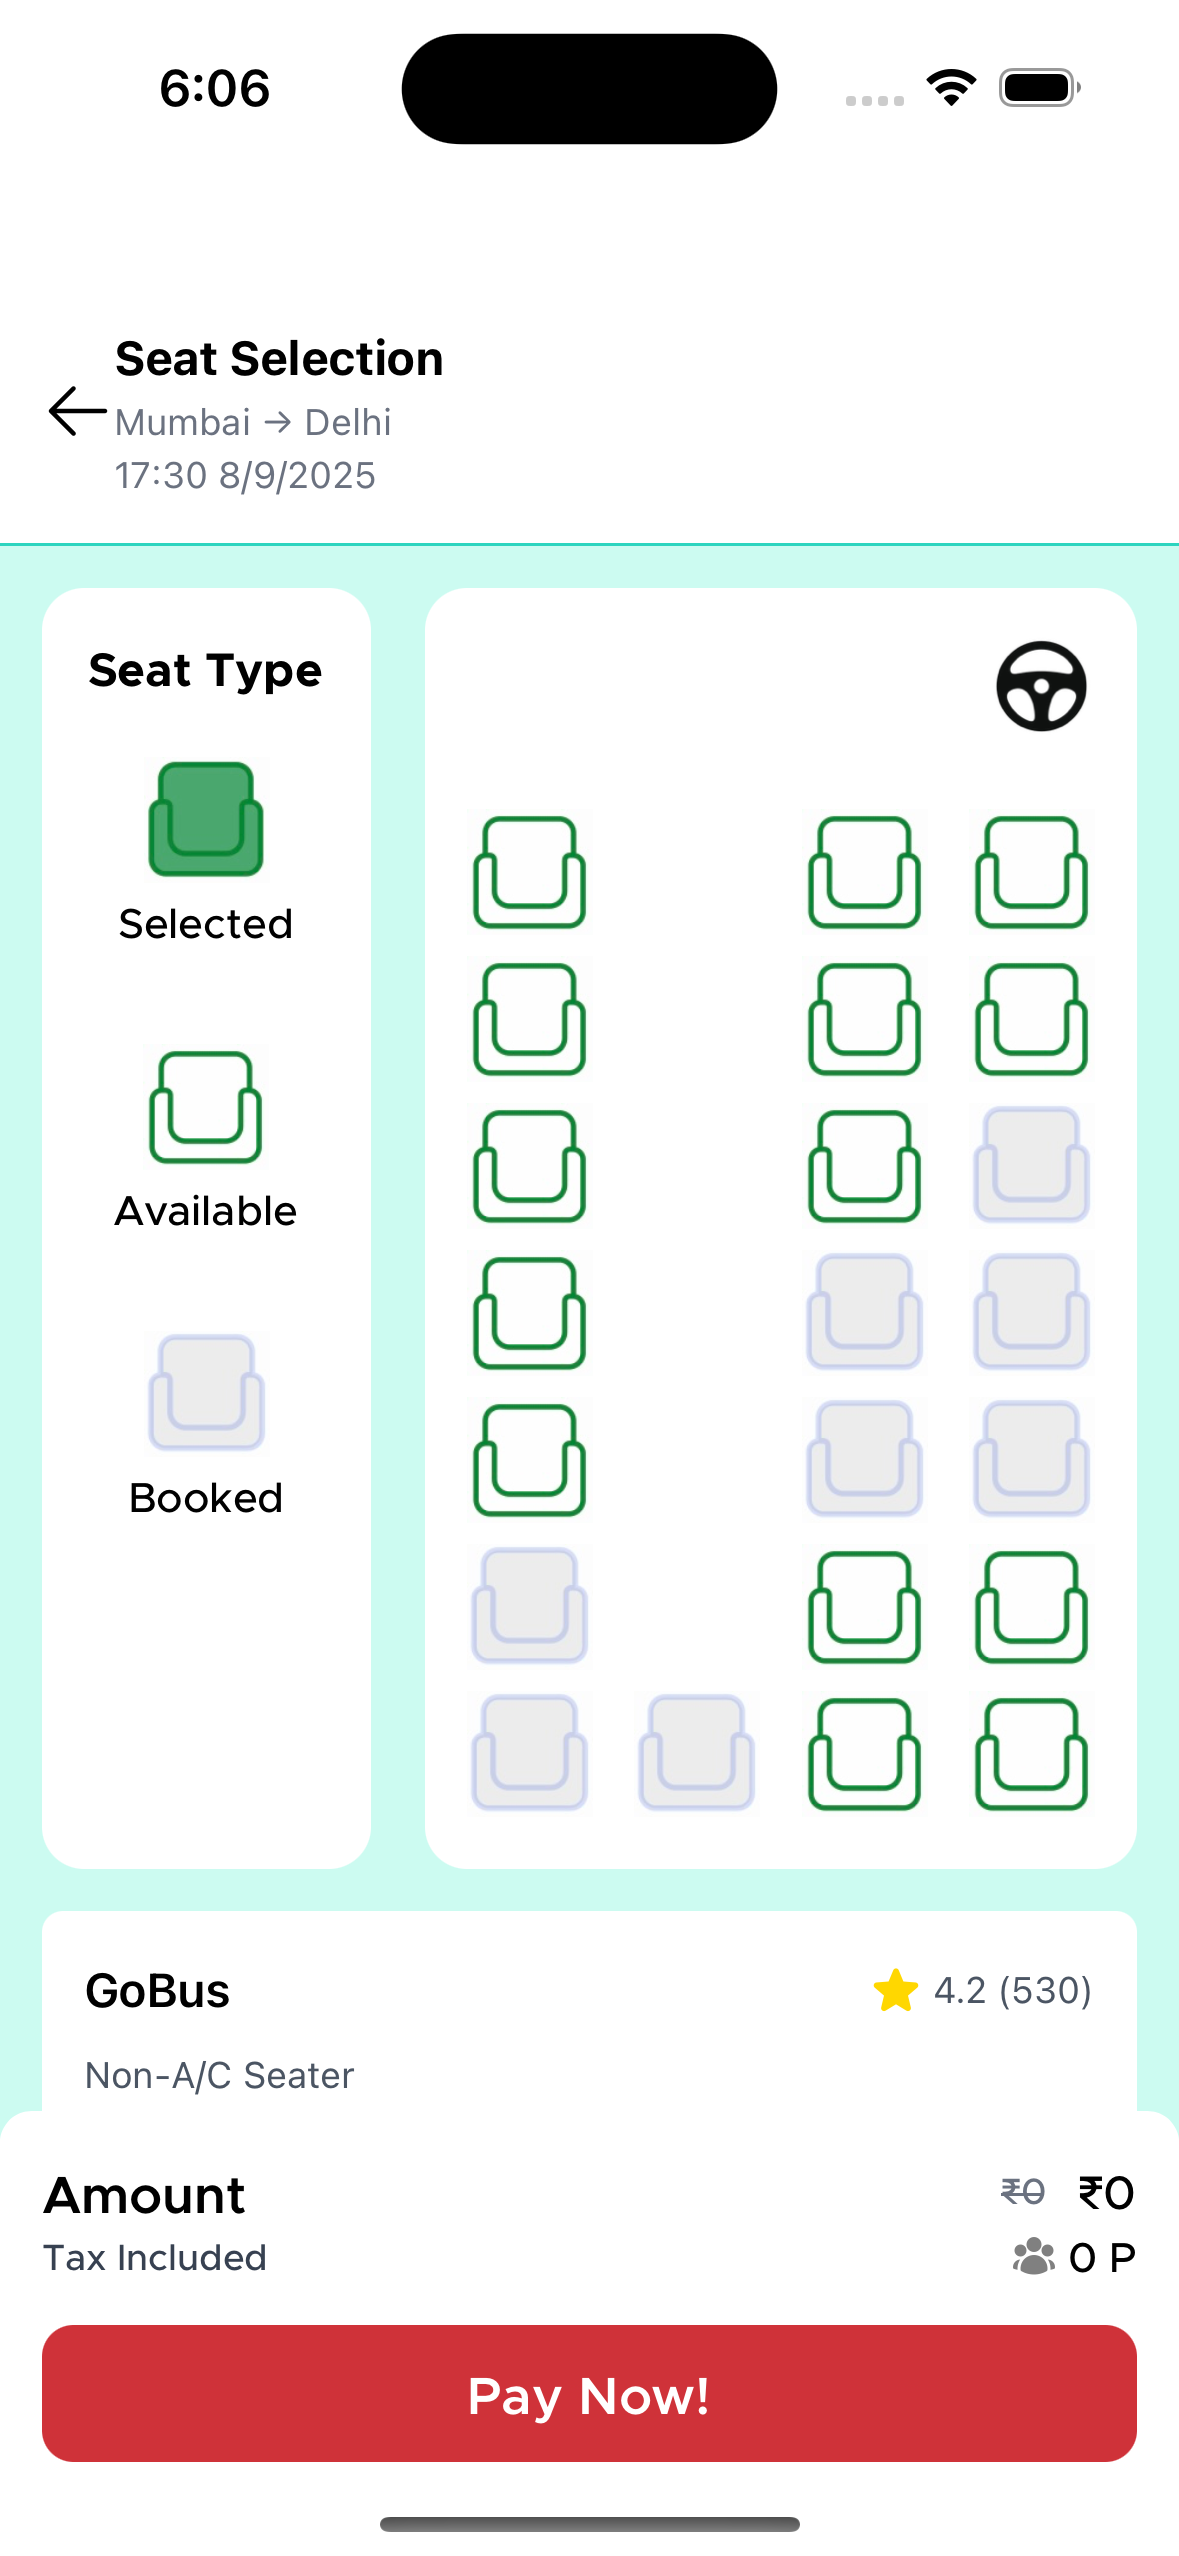 6:06
Seat Selection
Mumbai → Delhi
17:30 8/9/2025
Seat Type
Selected
Available
Booked
GoBus
4.2 (530)
Non-A/C Seater
Amount
₹0 ₹0
Tax Included
0 P
Pay Now!